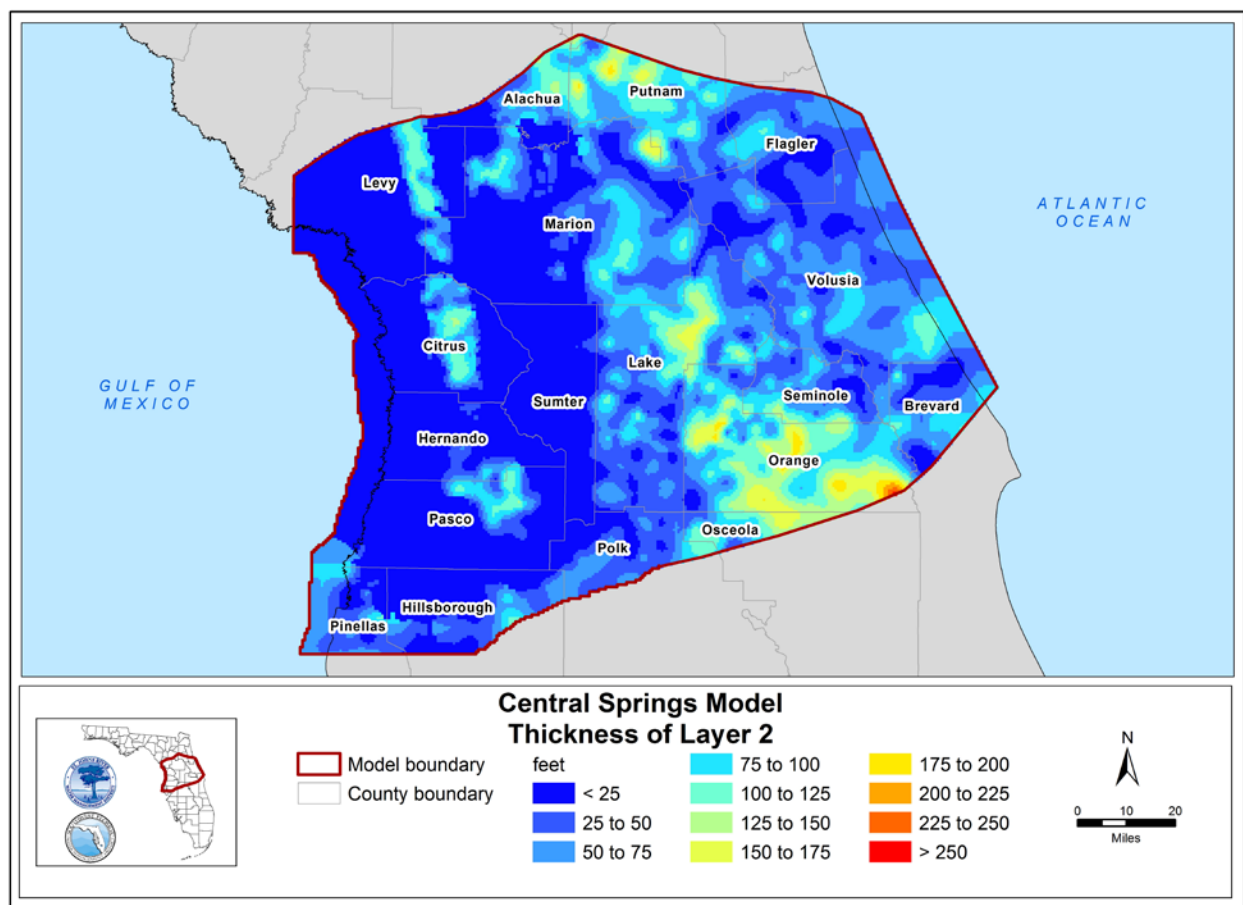 Alachua
Putnam
Flagler
Levy
Marion
ATLANTIC
OCEAN
Volusia
Citrus
Lake
GULF OF
MEXICO
Sumter
Seminole
Brevard
Hernando
Orange
Pasco
Osceola
Polk
Hillsborough
Pinellas
Central Springs Model
Thickness of Layer 2
Model boundary
County boundary
feet
< 25
25 to 50
50 to 75
75 to 100
100 to 125
125 to 150
150 to 175
175 to 200
200 to 225
225 to 250
> 250
N
0 10 20
Miles